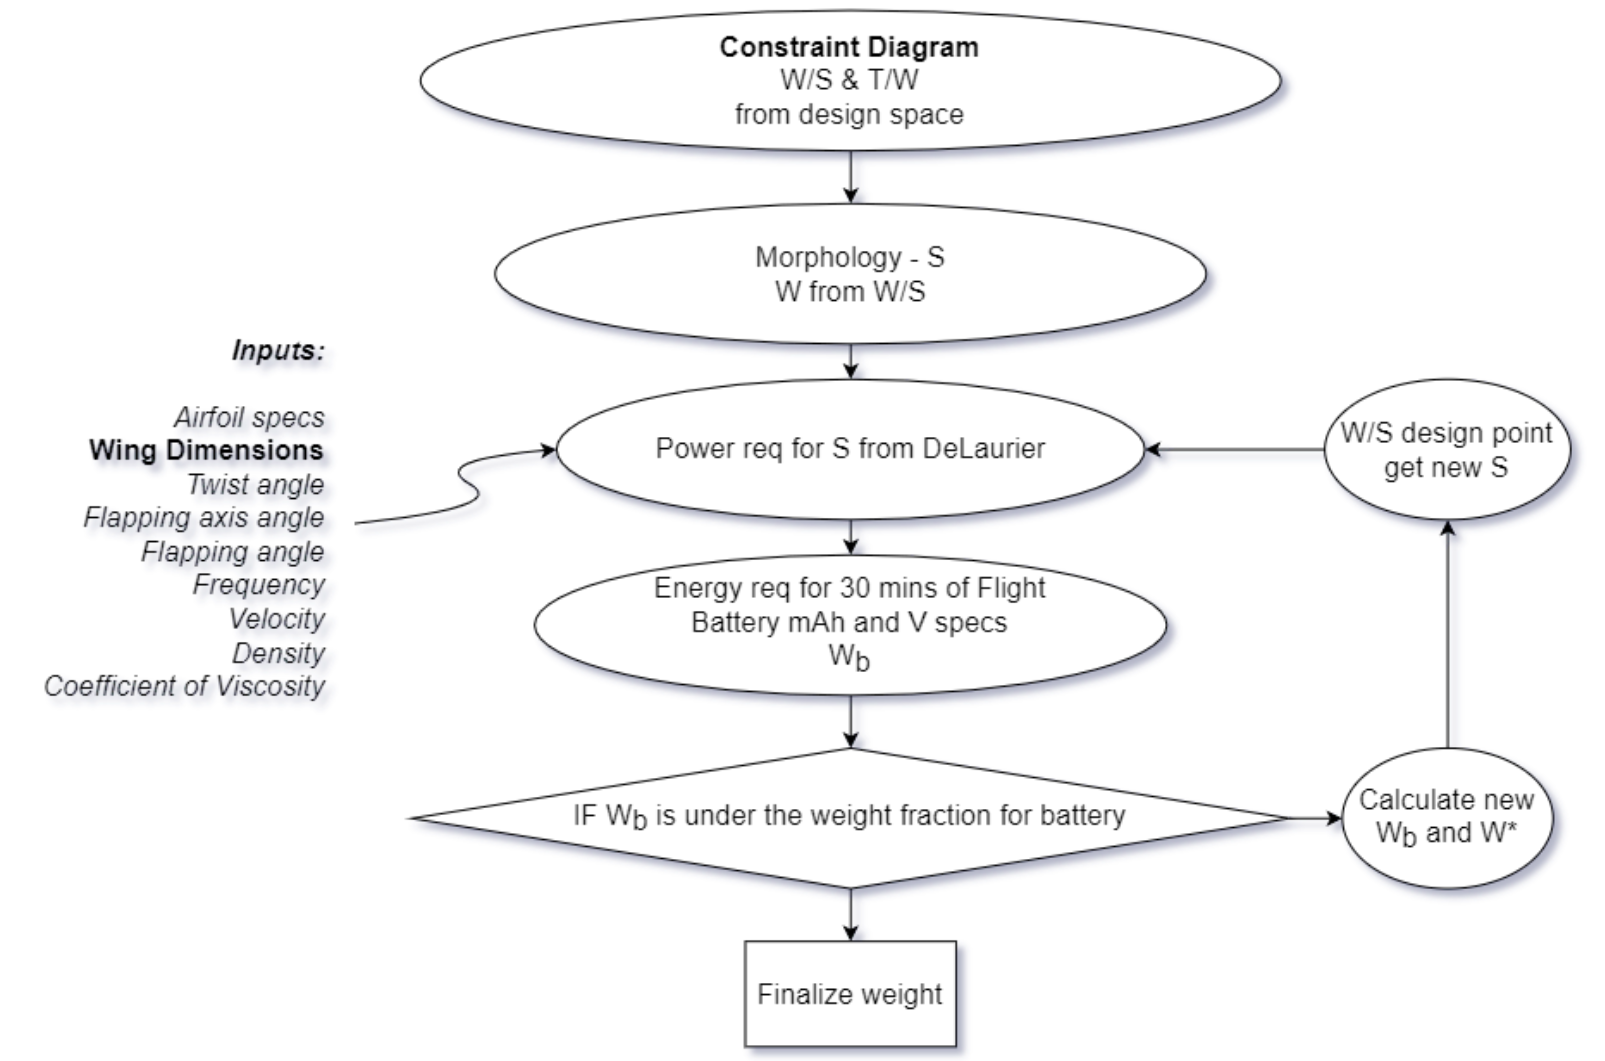 Constraint Diagram
W/S & T/W
from design space
Morphology - S
W from W/S
Inputs:
Airfoil specs
Wing Dimensions
Twist angle
Flapping axis angle
Flapping angle
Frequency
Velocity
Density
Coefficient of Viscosity
Power req for S from DeLaurier
W/S design point
get new S
Energy req for 30 mins of Flight
Battery mAh and V specs
Wb
IF Wb is under the weight fraction for battery
Calculate new
Wb and W*
Finalize weight